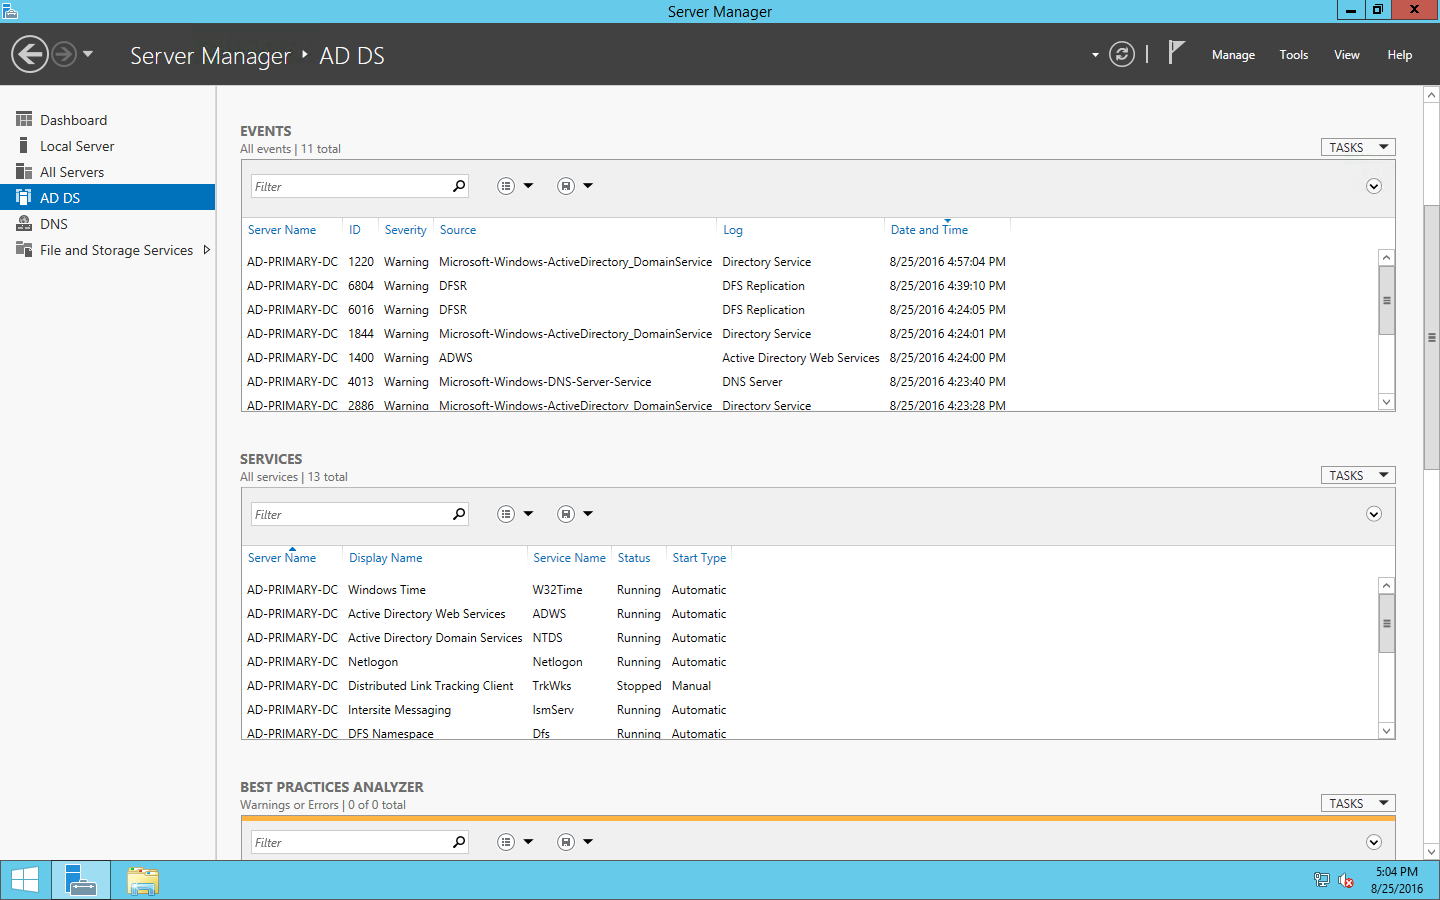 Server Manager
Server Manager ‣ AD DS
Manage Tools View Help
Dashboard
Local Server
All Servers
AD DS
DNS
File and Storage Services
EVENTS
All events | 11 total
TASKS
Filter
Server Name ID Severity Source Log Date and Time
AD-PRIMARY-DC 1220 Warning Microsoft-Windows-ActiveDirectory_DomainService Directory Service 8/25/2016 4:57:04 PM
AD-PRIMARY-DC 6804 Warning DFSR DFS Replication 8/25/2016 4:39:10 PM
AD-PRIMARY-DC 6016 Warning DFSR DFS Replication 8/25/2016 4:24:05 PM
AD-PRIMARY-DC 1844 Warning Microsoft-Windows-ActiveDirectory_DomainService Directory Service 8/25/2016 4:24:01 PM
AD-PRIMARY-DC 1400 Warning ADWS Active Directory Web Services 8/25/2016 4:24:00 PM
AD-PRIMARY-DC 4013 Warning Microsoft-Windows-DNS-Server-Service DNS Server 8/25/2016 4:23:40 PM
AD-PRIMARY-DC 2886 Warning Microsoft-Windows-ActiveDirectory_DomainService Directory Service 8/25/2016 4:23:28 PM
SERVICES
All services | 13 total
TASKS
Filter
Server Name Display Name Service Name Status Start Type
AD-PRIMARY-DC Windows Time W32Time Running Automatic
AD-PRIMARY-DC Active Directory Web Services ADWS Running Automatic
AD-PRIMARY-DC Active Directory Domain Services NTDS Running Automatic
AD-PRIMARY-DC Netlogon Netlogon Running Automatic
AD-PRIMARY-DC Distributed Link Tracking Client TrkWks Stopped Manual
AD-PRIMARY-DC Intersite Messaging IsmServ Running Automatic
AD-PRIMARY-DC DFS Namespace Dfs Running Automatic
BEST PRACTICES ANALYZER
Warnings or Errors | 0 of 0 total
TASKS
Filter
5:04 PM
8/25/2016